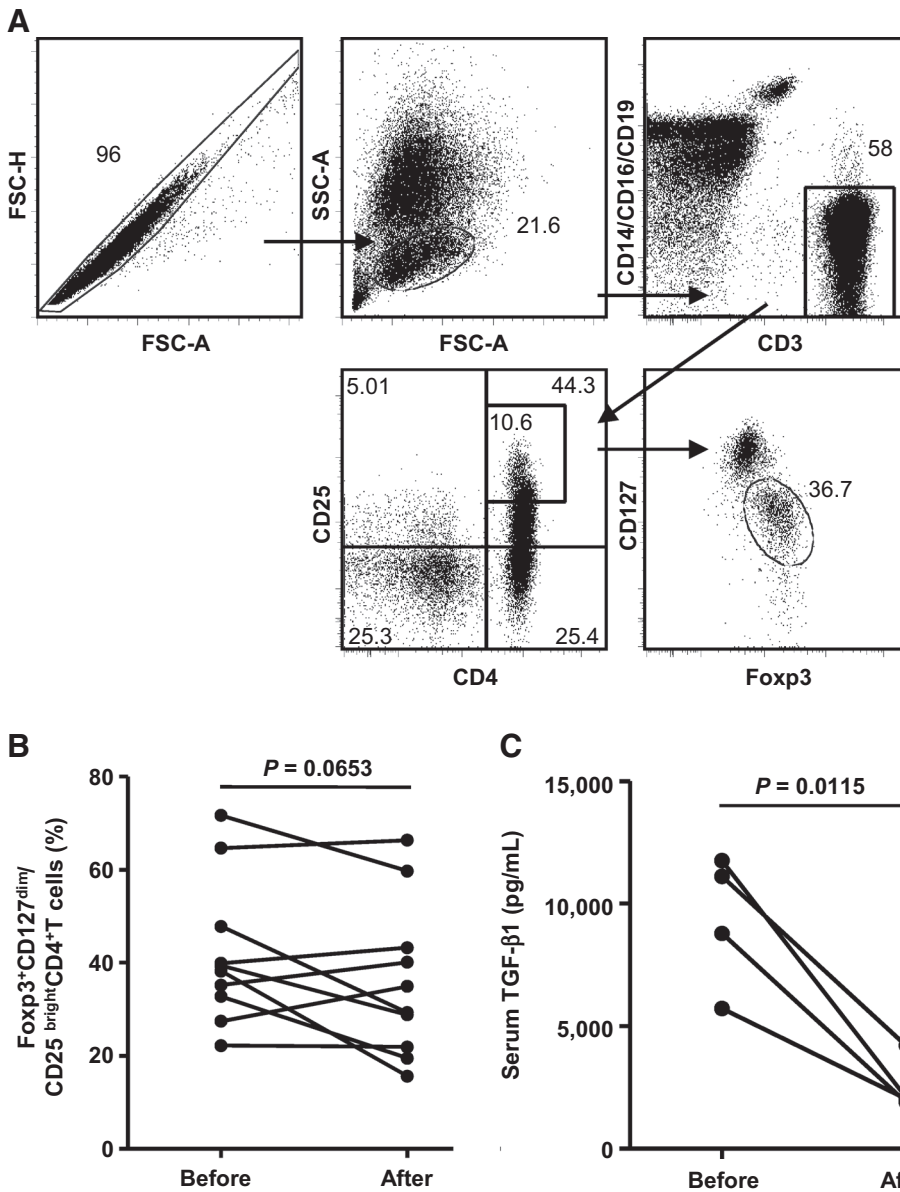 A
FSC-H
96
FSC-A
SSC-A
21.6
FSC-A
CD14/CD16/CD19
58
CD3
CD25
5.01
44.3
10.6
25.3
25.4
CD4
CD127
36.7
Foxp3
B
Foxp3⁺CD127ᵈⁱᵐ/
CD25 ᵇʳⁱᵍʰᵗCD4⁺T cells (%)
80
60
40
20
0
P = 0.0653
Before
After
C
Serum TGF-β1 (pg/mL)
15,000
10,000
5,000
0
P = 0.0115
Before